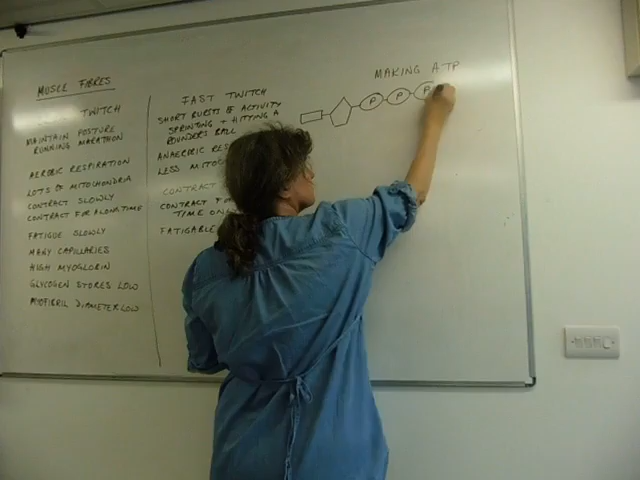 MUSCLE FIBRES
TWITCH
MAINTAIN POSTURE
RUNNING MARATHON
AEROBIC RESPIRATION
LOTS OF MITOCHONDRIA
CONTRACT SLOWLY
CONTRACT FOR A LONG TIME
FATIGUE SLOWLY
MANY CAPILLARIES
HIGH MYOGLOBIN
GLYCOGEN STORES LOW
MYOFIBRIL DIAMETER LOW
FAST TWITCH
SHORT BURSTS OF ACTIVITY
SPRINTING + HITTING A
ROUNDERS BALL
ANAEROBIC RES
LESS MITO
CONTRACT
CONTRACT F
TIME ON
FATIGABLE
MAKING ATP
P P P